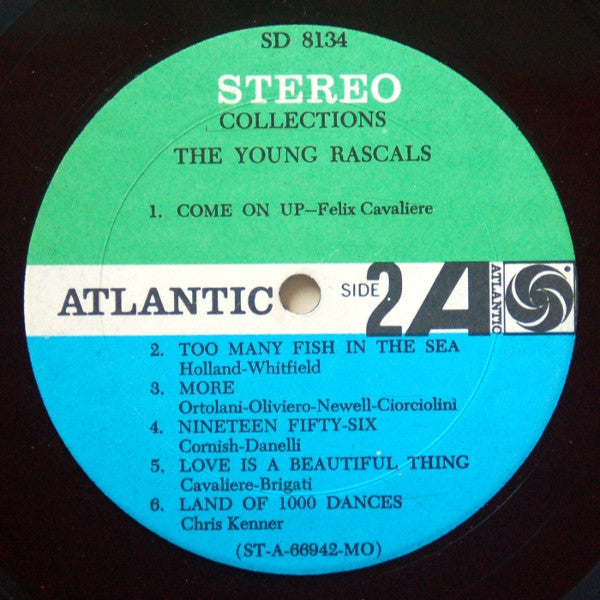 SD 8134
STEREO
COLLECTIONS
THE YOUNG RASCALS
1. COME ON UP—Felix Cavaliere
ATLANTIC
SIDE 2
A
ATLANTIC
2. TOO MANY FISH IN THE SEA
Holland-Whitfield
3. MORE
Ortolani-Oliviero-Newell-Ciorciolini
4. NINETEEN FIFTY-SIX
Cornish-Danelli
5. LOVE IS A BEAUTIFUL THING
Cavaliere-Brigati
6. LAND OF 1000 DANCES
Chris Kenner
(ST-A-66942-MO)